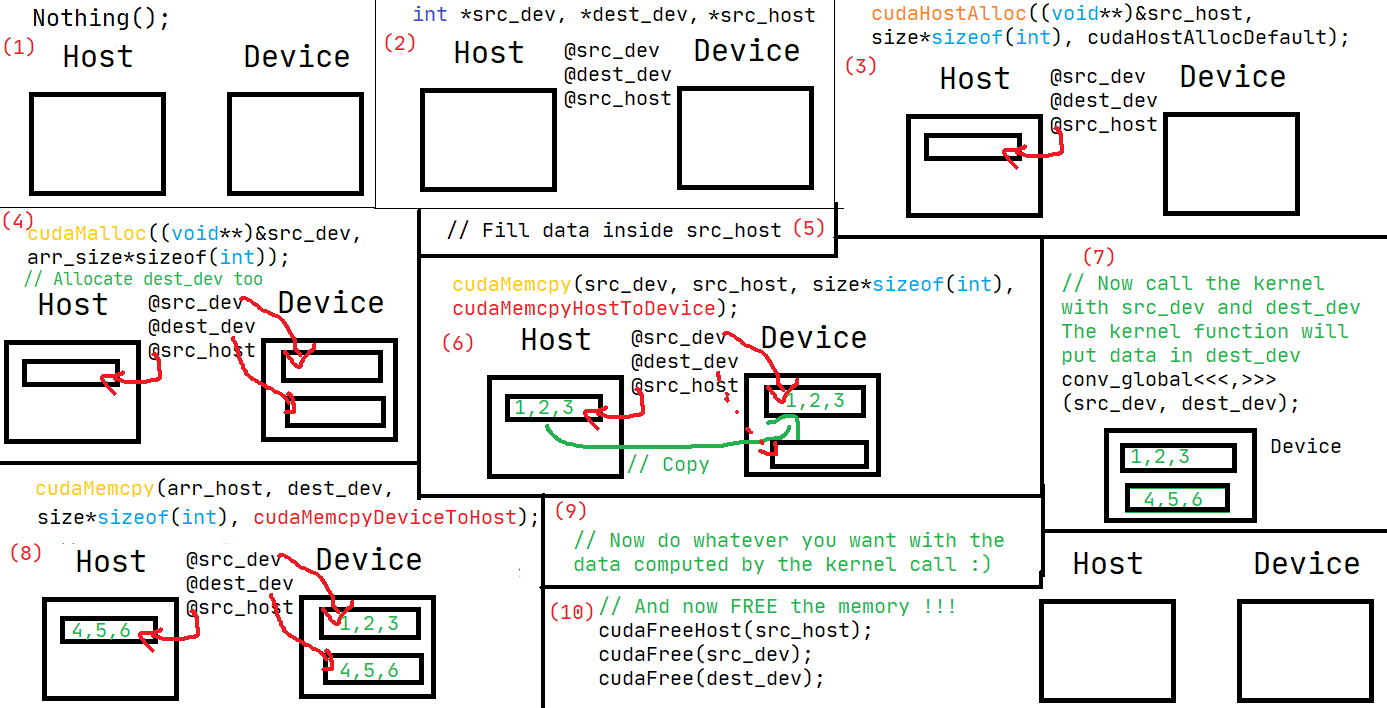 Nothing();
(1)
Host Device
int *src_dev, *dest_dev, *src_host
(2)
Host Device
@src_dev
@dest_dev
@src_host
cudaHostAlloc((void**)&src_host,
size*sizeof(int), cudaHostAllocDefault);
(3)
Host Device
@src_dev
@dest_dev
@src_host
(4)
cudaMalloc((void**)&src_dev,
arr_size*sizeof(int));
// Allocate dest_dev too
Host Device
@src_dev
@dest_dev
@src_host
// Fill data inside src_host (5)
cudaMemcpy(src_dev, src_host, size*sizeof(int),
cudaMemcpyHostToDevice);
(6)
Host Device
@src_dev
@dest_dev
@src_host
1,2,3
1,2,3
// Copy
(7)
// Now call the kernel
with src_dev and dest_dev
The kernel function will
put data in dest_dev
conv_global<<<,>>>
(src_dev, dest_dev);
Device
1,2,3
4,5,6
cudaMemcpy(arr_host, dest_dev,
size*sizeof(int), cudaMemcpyDeviceToHost);
(8)
Host Device
@src_dev
@dest_dev
@src_host
4,5,6
1,2,3
4,5,6
(9)
// Now do whatever you want with the
data computed by the kernel call :)
(10)
// And now FREE the memory !!!
cudaFreeHost(src_host);
cudaFree(src_dev);
cudaFree(dest_dev);
Host Device